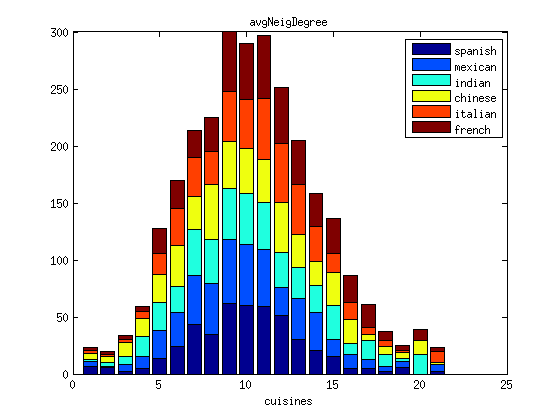 avgNeigDegree
300
250
200
150
100
50
0
spanish
mexican
indian
chinese
italian
french
0 5 10 15 20 25
cuisines